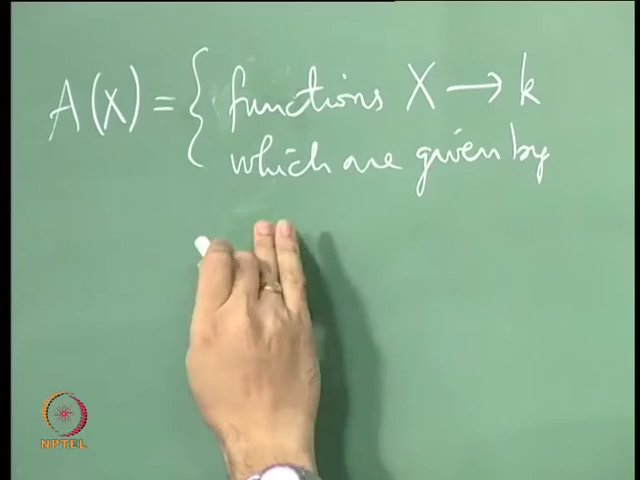 A(X) = { functions X → k
which are given by
NPTEL